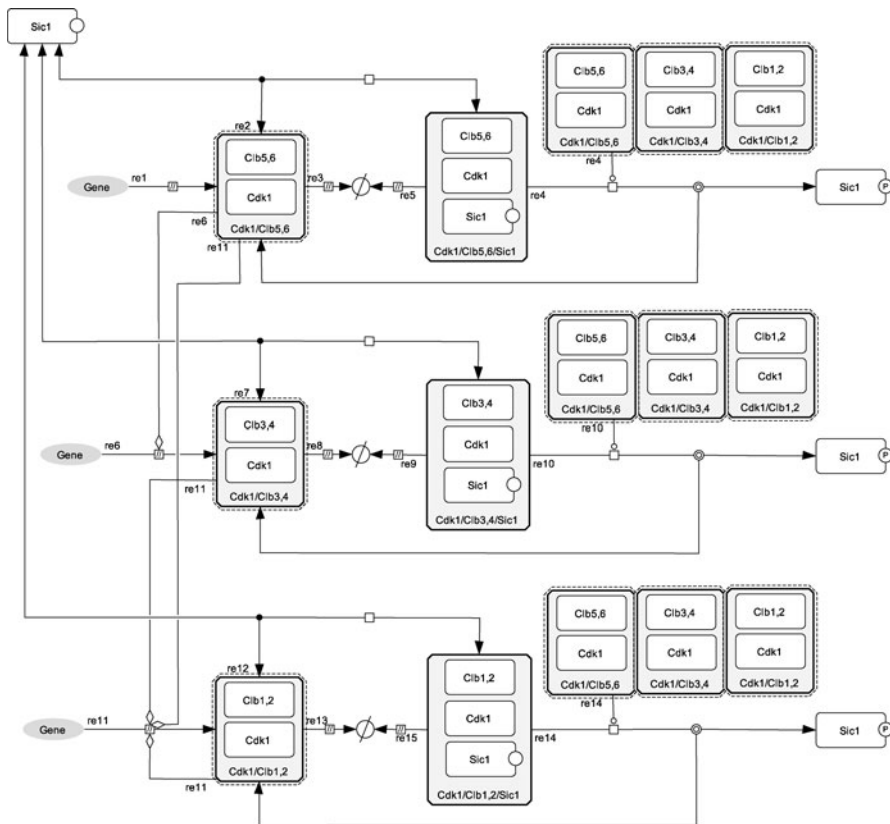 Sic1
Clb5,6
Clb3,4
Clb1,2
Cdk1
Cdk1
Cdk1
Cdk1/Clb5,6
Cdk1/Clb3,4
Cdk1/Clb1,2
re2
re4
Gene
re1
Clb5,6
Cdk1
Cdk1/Clb5,6
re3
re5
Clb5,6
Cdk1
Sic1
Cdk1/Clb5,6/Sic1
re4
Sic1
P
re6
re11
Clb5,6
Clb3,4
Clb1,2
Cdk1
Cdk1
Cdk1
Cdk1/Clb5,6
Cdk1/Clb3,4
Cdk1/Clb1,2
re7
re10
Gene
re6
Clb3,4
Cdk1
Cdk1/Clb3,4
re8
re9
Clb3,4
Cdk1
Sic1
Cdk1/Clb3,4/Sic1
re10
Sic1
P
re11
Clb5,6
Clb3,4
Clb1,2
Cdk1
Cdk1
Cdk1
Cdk1/Clb5,6
Cdk1/Clb3,4
Cdk1/Clb1,2
re12
re14
Gene
re11
Clb1,2
Cdk1
Cdk1/Clb1,2
re13
re15
Clb1,2
Cdk1
Sic1
Cdk1/Clb1,2/Sic1
re14
Sic1
P
re11